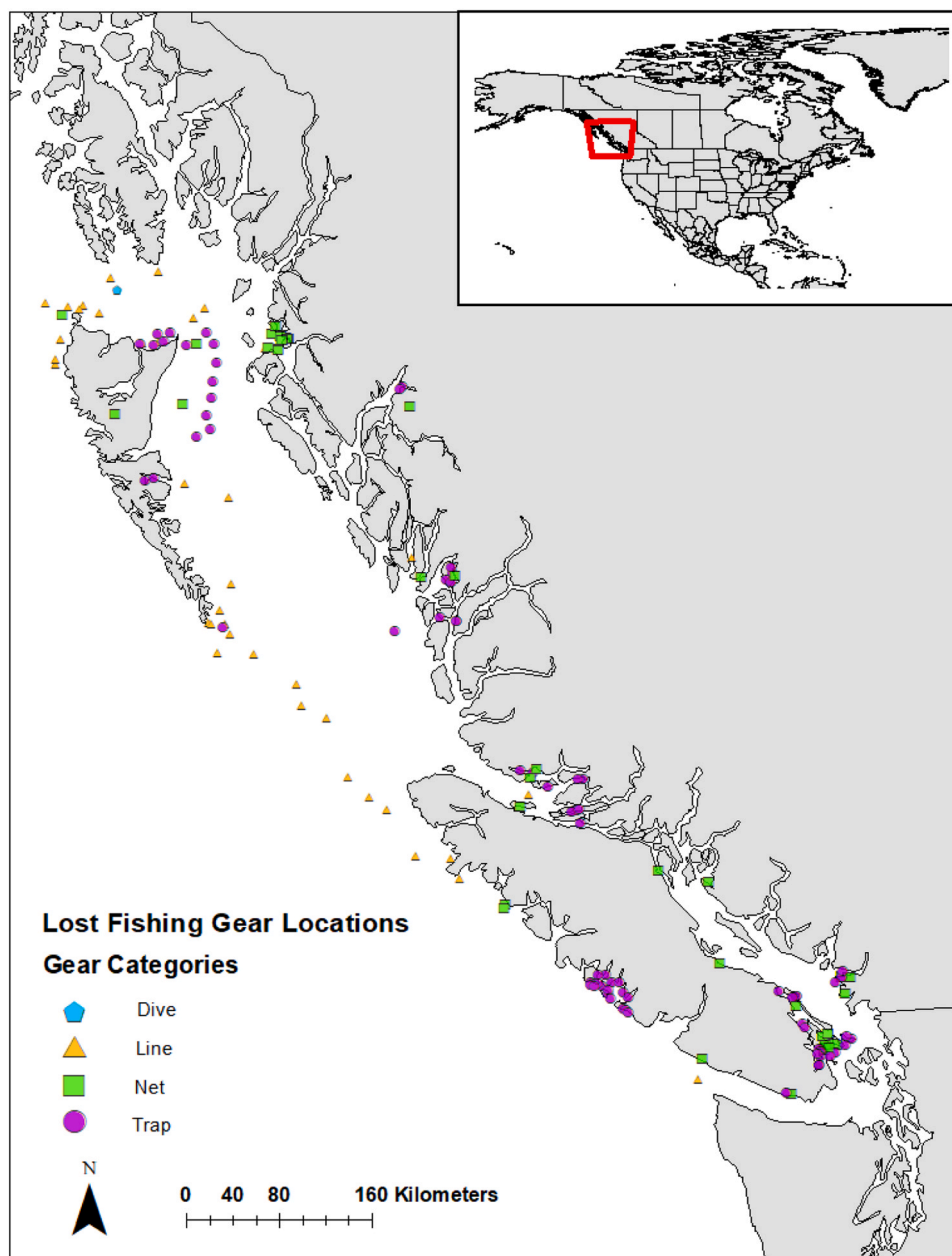 Lost Fishing Gear Locations
Gear Categories
Dive
Line
Net
Trap
N
0 40 80 160 Kilometers